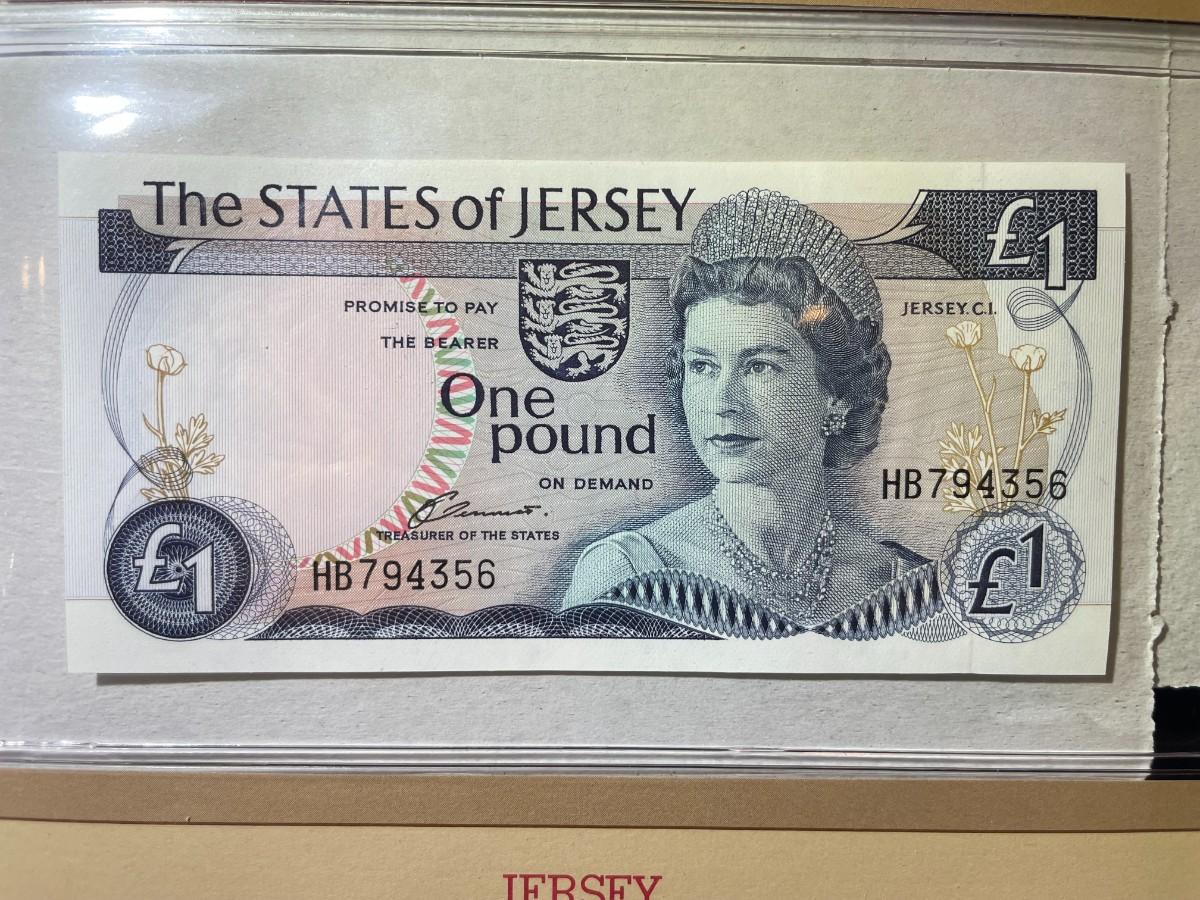 The STATES of JERSEY
£1
PROMISE TO PAY
THE BEARER
JERSEY. C.I.
One
pound
ON DEMAND
HB794356
TREASURER OF THE STATES
HB794356
£1
£1
JERSEY